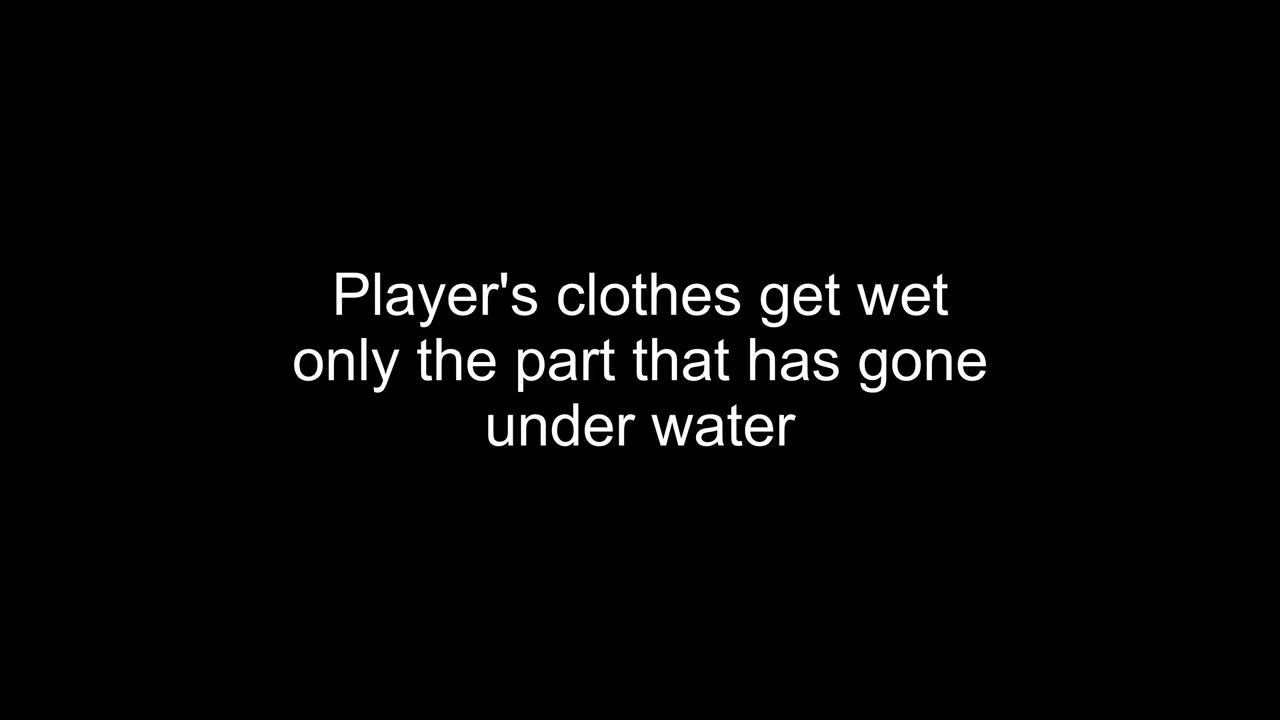 Player's clothes get wet
only the part that has gone
under water